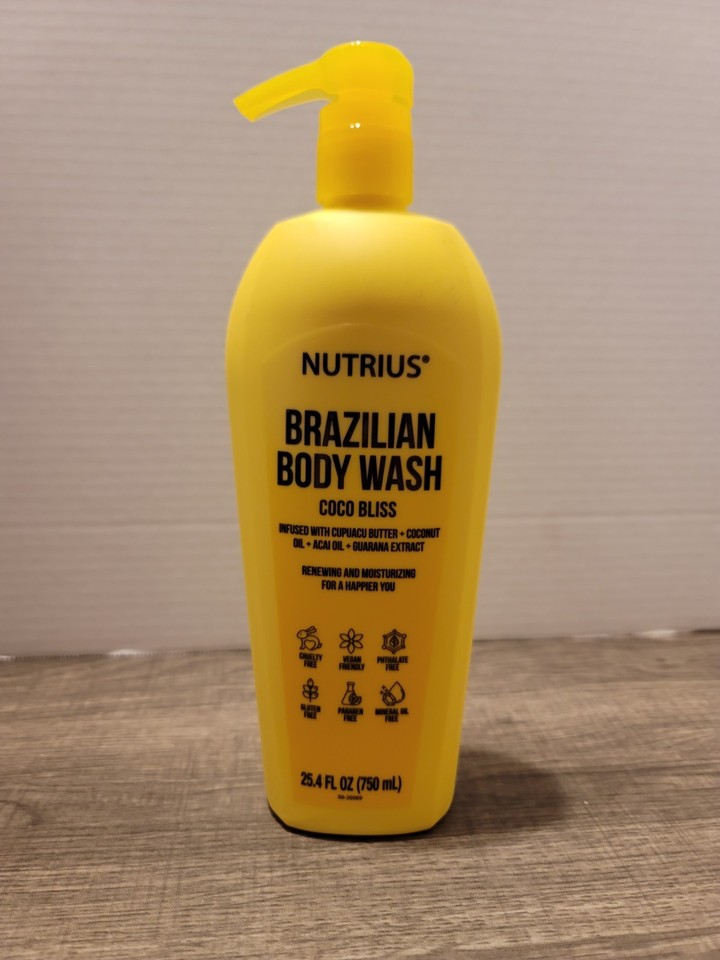 NUTRIUS®
BRAZILIAN
BODY WASH
COCO BLISS
INFUSED WITH CUPUACU BUTTER + COCONUT
OIL + ACAI OIL + GUARANA EXTRACT
RENEWING AND MOISTURIZING
FOR A HAPPIER YOU
CRUELTY FREE
VEGAN FRIENDLY
PHTHALATE FREE
GLUTEN FREE
PARABEN FREE
MINERAL OIL FREE
25.4 FL OZ (750 mL)